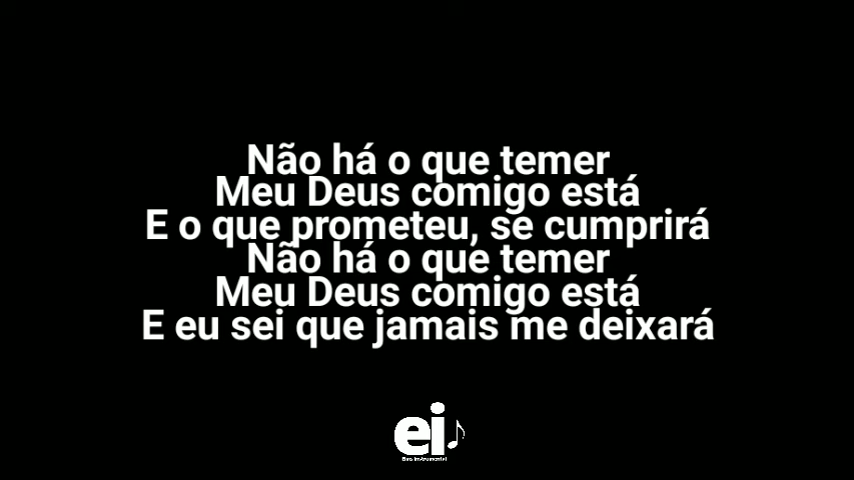 Não há o que temer
Meu Deus comigo está
E o que prometeu, se cumprirá
Não há o que temer
Meu Deus comigo está
E eu sei que jamais me deixará
ei